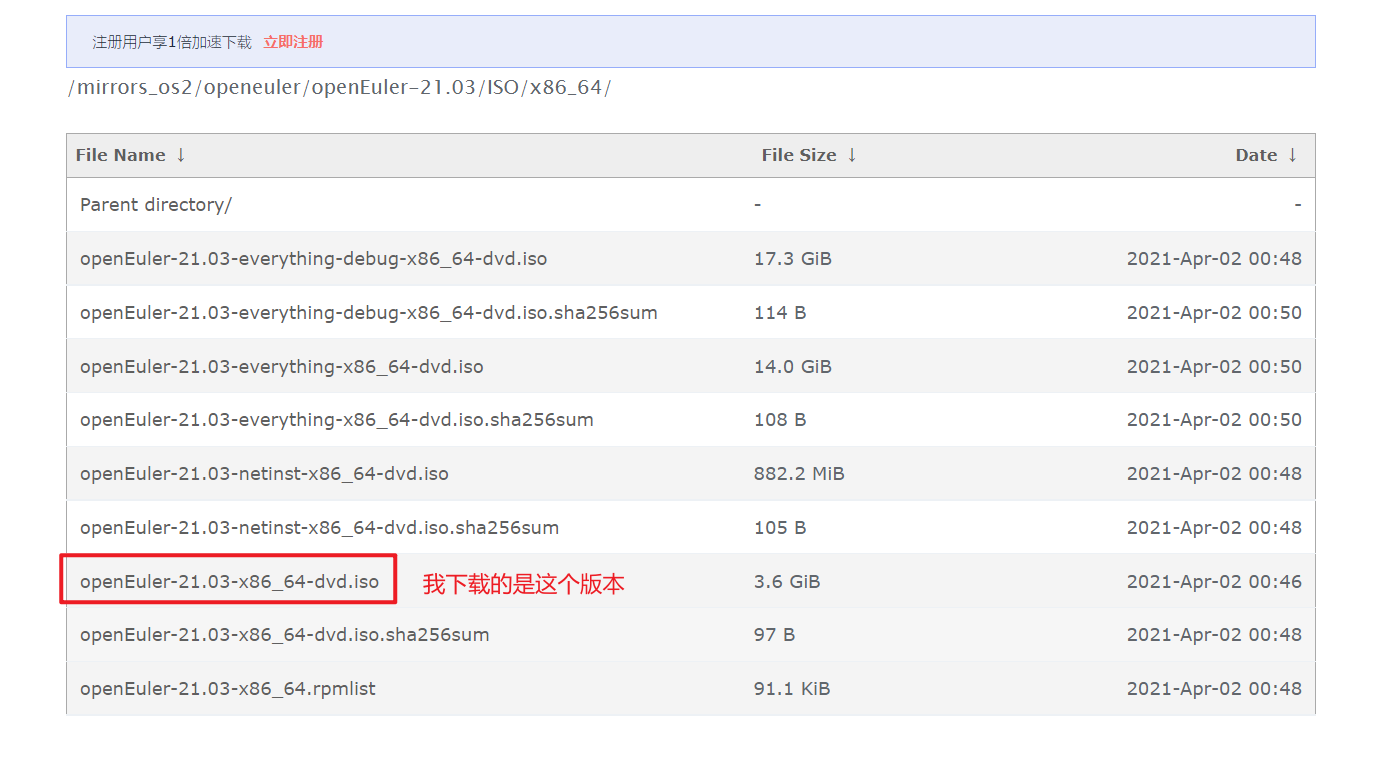 注册用户享1倍加速下载 立即注册
/mirrors_os2/openeuler/openEuler-21.03/ISO/x86_64/
File Name ↓ File Size ↓ Date ↓
Parent directory/ - -
openEuler-21.03-everything-debug-x86_64-dvd.iso 17.3 GiB 2021-Apr-02 00:48
openEuler-21.03-everything-debug-x86_64-dvd.iso.sha256sum 114 B 2021-Apr-02 00:50
openEuler-21.03-everything-x86_64-dvd.iso 14.0 GiB 2021-Apr-02 00:50
openEuler-21.03-everything-x86_64-dvd.iso.sha256sum 108 B 2021-Apr-02 00:50
openEuler-21.03-netinst-x86_64-dvd.iso 882.2 MiB 2021-Apr-02 00:48
openEuler-21.03-netinst-x86_64-dvd.iso.sha256sum 105 B 2021-Apr-02 00:48
openEuler-21.03-x86_64-dvd.iso 我下载的是这个版本 3.6 GiB 2021-Apr-02 00:46
openEuler-21.03-x86_64-dvd.iso.sha256sum 97 B 2021-Apr-02 00:48
openEuler-21.03-x86_64.rpmlist 91.1 KiB 2021-Apr-02 00:48